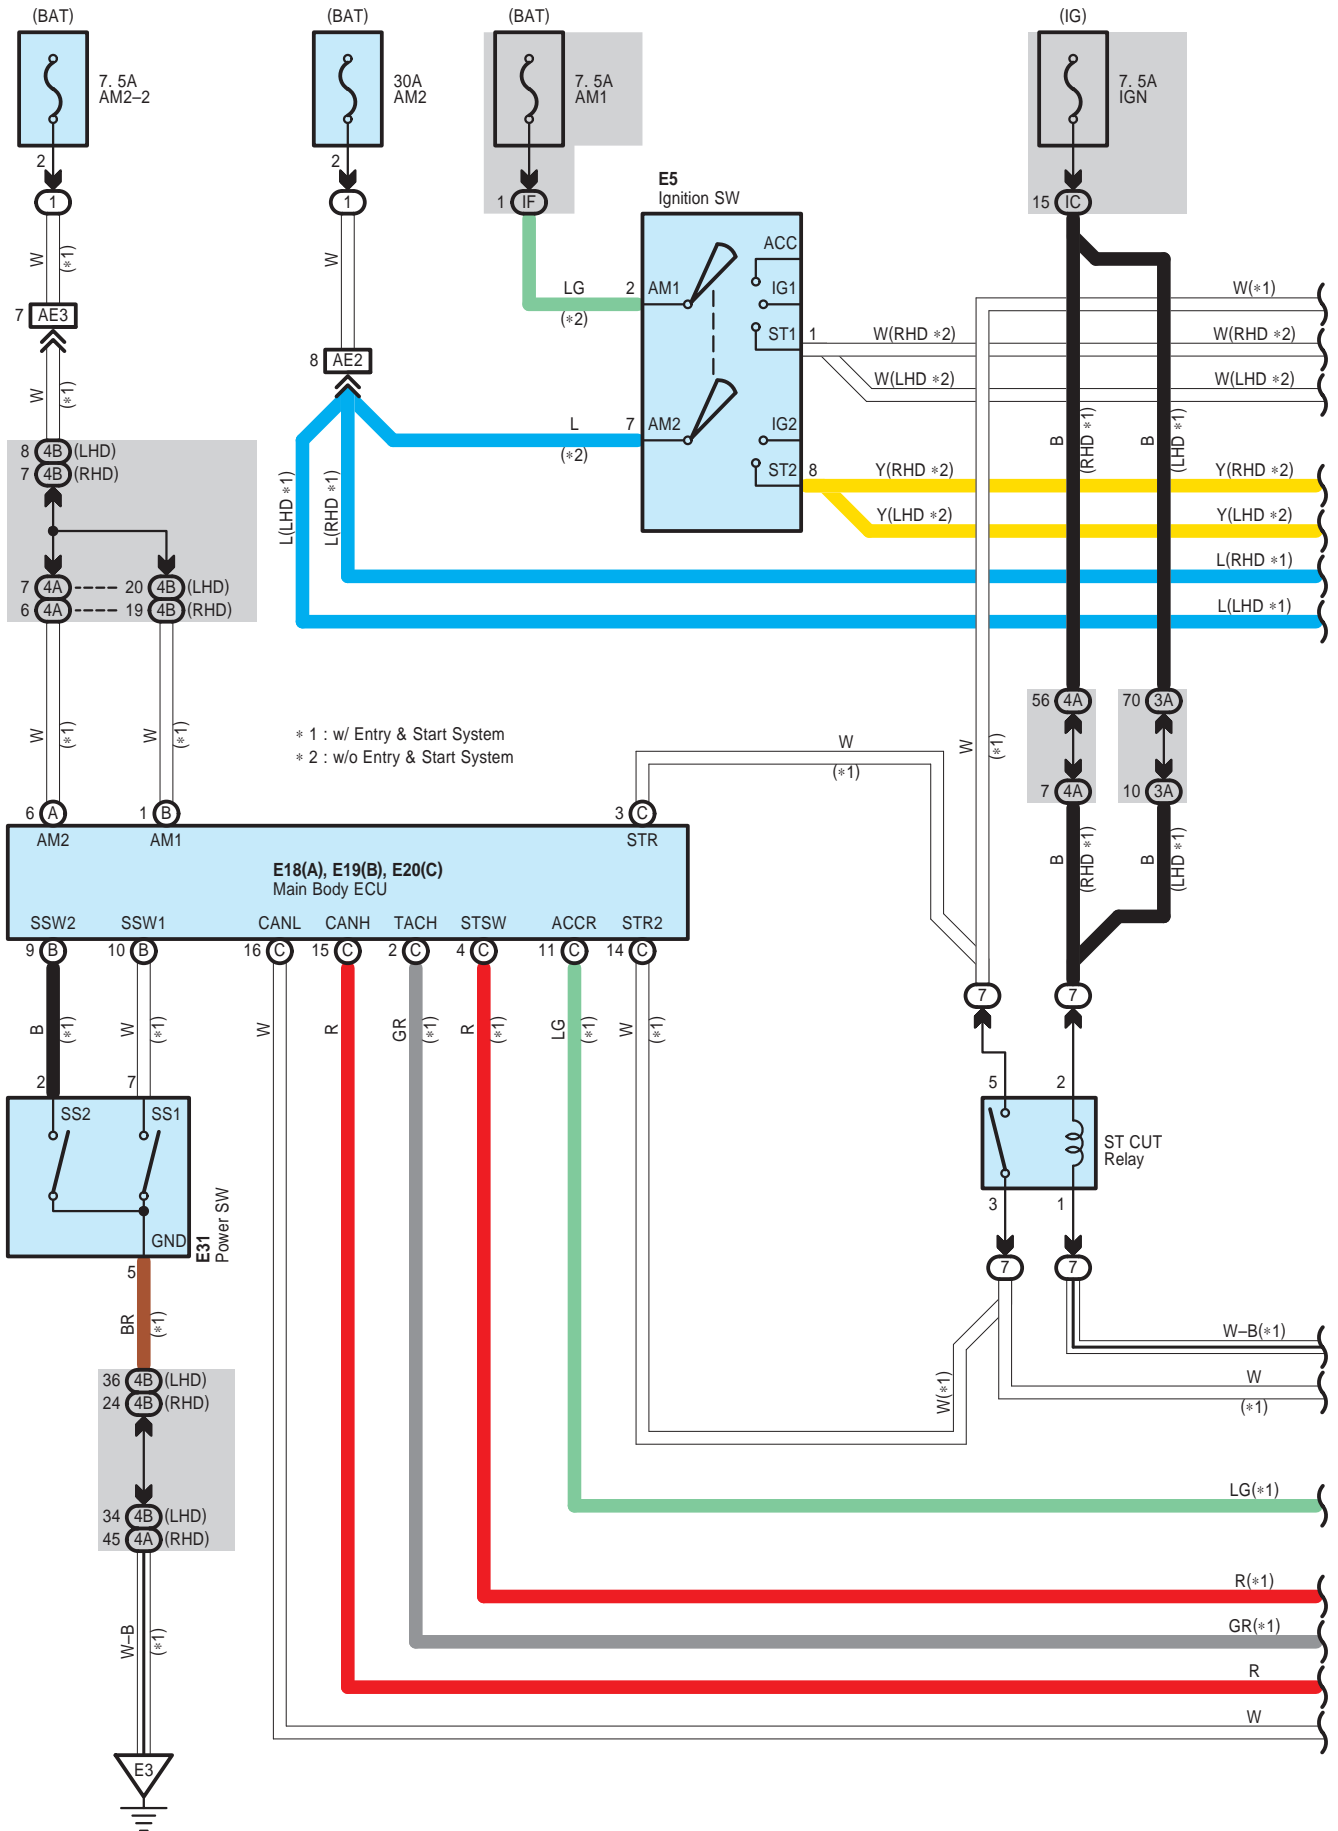 (BAT) (BAT) (BAT) (IG)
7. 5A
AM2–2
30A
AM2
7. 5A
AM1
7. 5A
IGN
2 2
1 1 1 IF 15 IC
E5
Ignition SW
W (*1) W
LG
(*2)
2 AM1 ACC
IG1
ST1 1
7 AE3
8 AE2
W(*1)
W(RHD *2) W(RHD *2)
W(LHD *2) W(LHD *2)
W (*1)
L
(*2)
7 AM2 IG2
ST2 8
B (RHD *1) B (LHD *1)
8 4B (LHD)
7 4B (RHD)
L(LHD *1) L(RHD *1)
Y(RHD *2) Y(RHD *2)
Y(LHD *2) Y(LHD *2)
L(RHD *1)
L(LHD *1)
7 4A 20 4B (LHD)
6 4A 19 4B (RHD)
W (*1) W (*1)
* 1 : w/ Entry & Start System
* 2 : w/o Entry & Start System
W
(*1)
W (*1)
56 4A 70 3A
7 4A 10 3A
6 A 1 B 3 C
AM2 AM1 STR
E18(A), E19(B), E20(C)
Main Body ECU
B (RHD *1) B (LHD *1)
SSW2 SSW1 CANL CANH TACH STSW ACCR STR2
9 B 10 B 16 C 15 C 2 C 4 C 11 C 14 C
7 7
B (*1) W (*1) W R GR (*1) R (*1) LG (*1) W (*1)
2 7 5 2
SS2 SS1
ST CUT
Relay
3 1
GND
E31
Power SW
5
7 7
BR (*1)
W–B(*1)
W
(*1)
W(*1)
36 4B (LHD)
24 4B (RHD)
34 4B (LHD)
45 4A (RHD)
LG(*1)
R(*1)
GR(*1)
R
W
W–B (*1)
E3